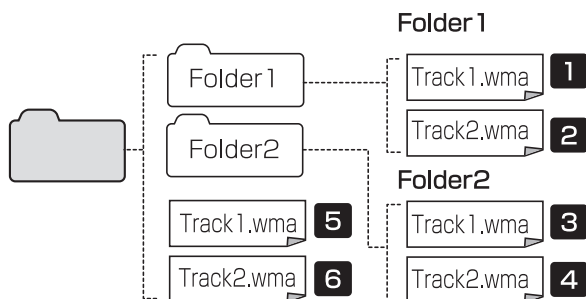 Folder1
Folder1
Track1.wma 1
Track2.wma 2
Folder2
Folder2
Track1.wma 3
Track2.wma 4
Track1.wma 5
Track2.wma 6